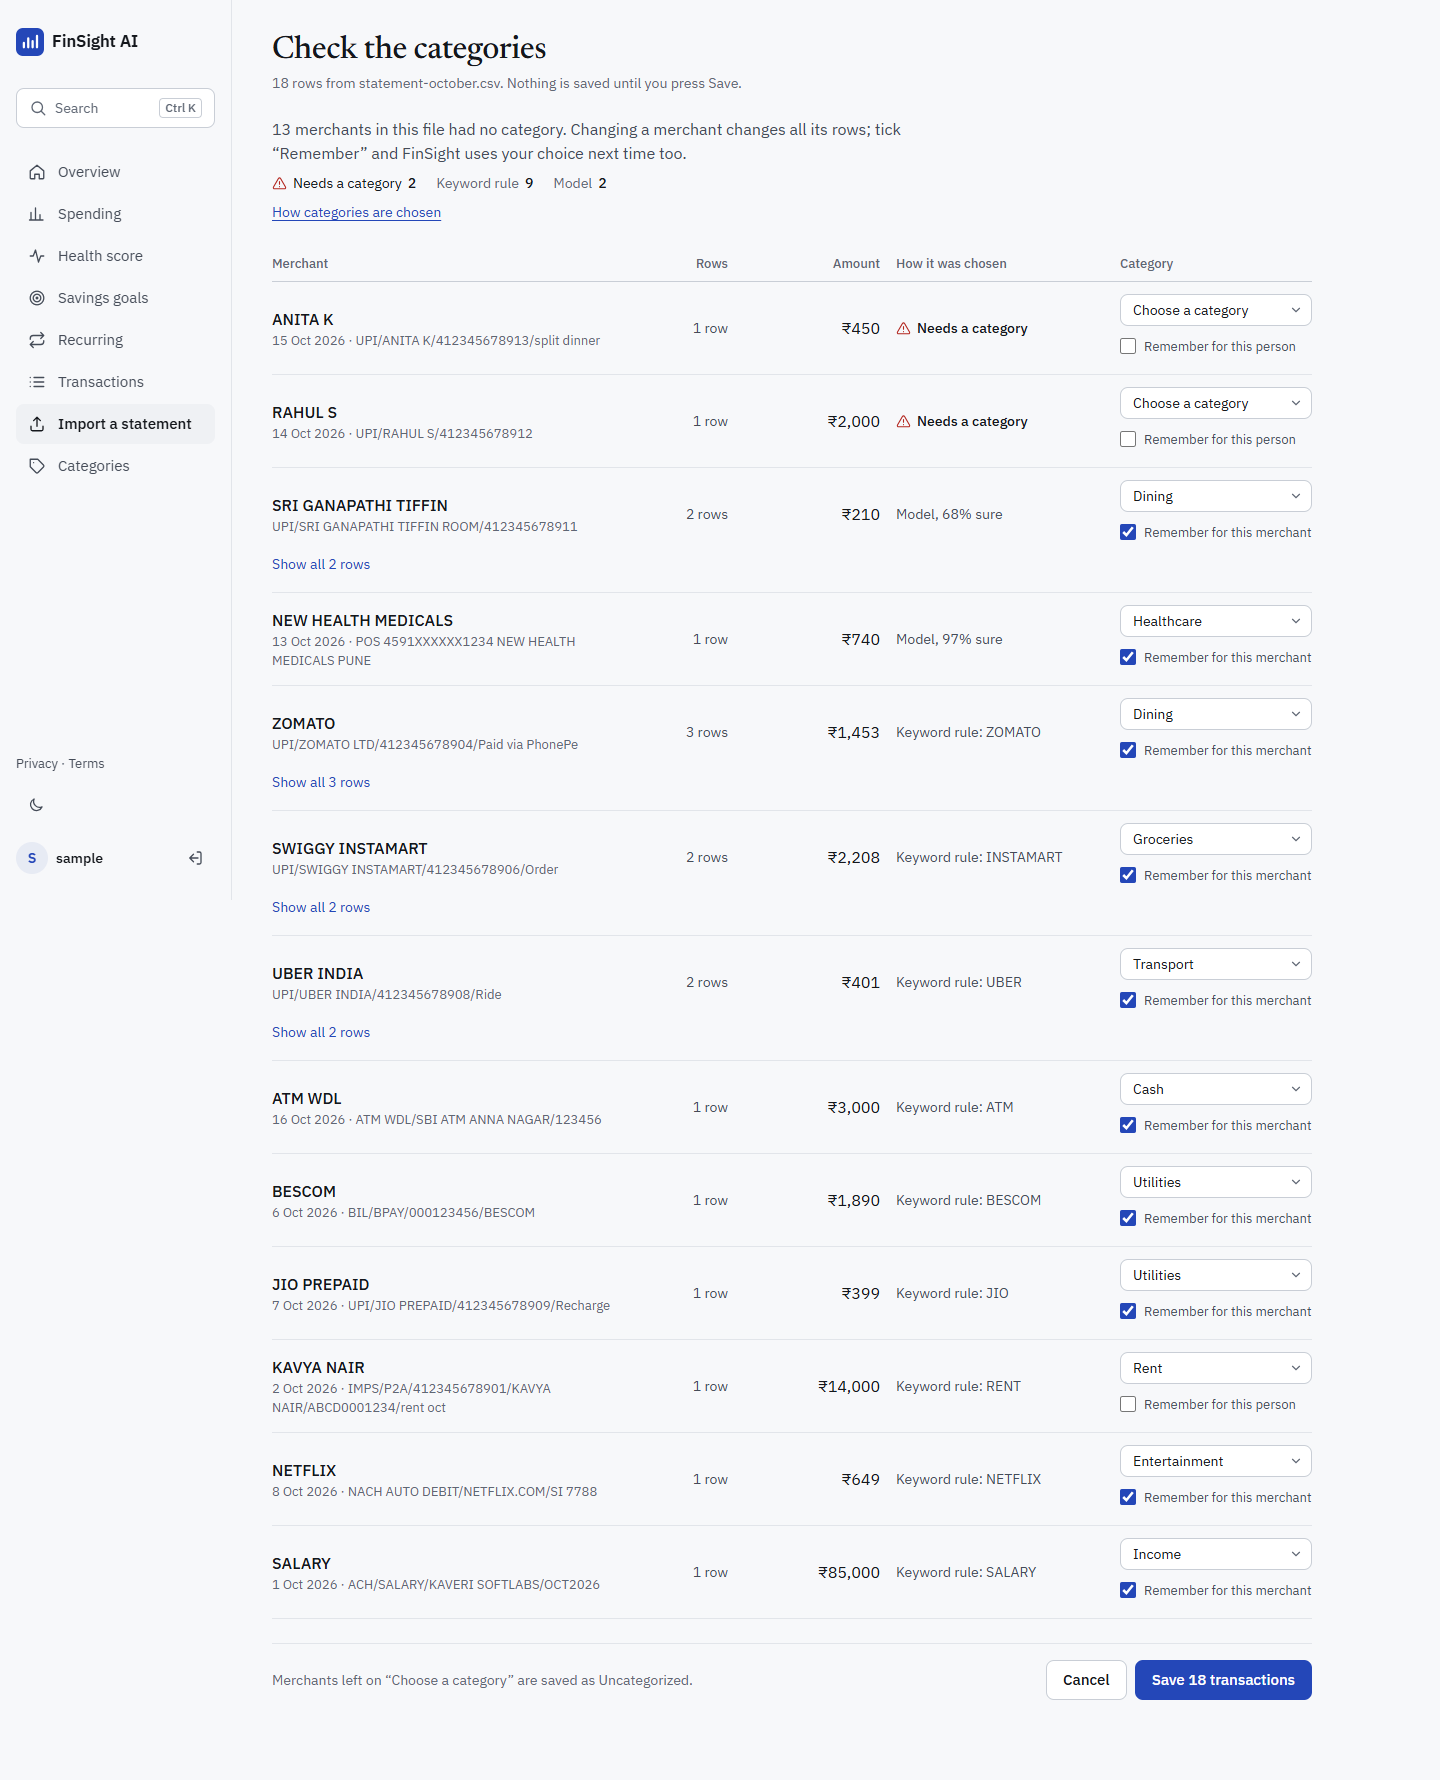 FinSight AI
Search
Ctrl K
Overview
Spending
Health score
Savings goals
Recurring
Transactions
Import a statement
Categories
Privacy · Terms
S
sample
Check the categories
18 rows from statement-october.csv. Nothing is saved until you press Save.
13 merchants in this file had no category. Changing a merchant changes all its rows; tick
“Remember” and FinSight uses your choice next time too.
Needs a category 2 Keyword rule 9 Model 2
How categories are chosen
Merchant Rows Amount How it was chosen Category
ANITA K
15 Oct 2026 · UPI/ANITA K/412345678913/split dinner
1 row
₹450
Needs a category
Choose a category
Remember for this person
RAHUL S
14 Oct 2026 · UPI/RAHUL S/412345678912
1 row
₹2,000
Needs a category
Choose a category
Remember for this person
SRI GANAPATHI TIFFIN
UPI/SRI GANAPATHI TIFFIN ROOM/412345678911
Show all 2 rows
2 rows
₹210
Model, 68% sure
Dining
Remember for this merchant
NEW HEALTH MEDICALS
13 Oct 2026 · POS 4591XXXXXX1234 NEW HEALTH
MEDICALS PUNE
1 row
₹740
Model, 97% sure
Healthcare
Remember for this merchant
ZOMATO
UPI/ZOMATO LTD/412345678904/Paid via PhonePe
Show all 3 rows
3 rows
₹1,453
Keyword rule: ZOMATO
Dining
Remember for this merchant
SWIGGY INSTAMART
UPI/SWIGGY INSTAMART/412345678906/Order
Show all 2 rows
2 rows
₹2,208
Keyword rule: INSTAMART
Groceries
Remember for this merchant
UBER INDIA
UPI/UBER INDIA/412345678908/Ride
Show all 2 rows
2 rows
₹401
Keyword rule: UBER
Transport
Remember for this merchant
ATM WDL
16 Oct 2026 · ATM WDL/SBI ATM ANNA NAGAR/123456
1 row
₹3,000
Keyword rule: ATM
Cash
Remember for this merchant
BESCOM
6 Oct 2026 · BIL/BPAY/000123456/BESCOM
1 row
₹1,890
Keyword rule: BESCOM
Utilities
Remember for this merchant
JIO PREPAID
7 Oct 2026 · UPI/JIO PREPAID/412345678909/Recharge
1 row
₹399
Keyword rule: JIO
Utilities
Remember for this merchant
KAVYA NAIR
2 Oct 2026 · IMPS/P2A/412345678901/KAVYA
NAIR/ABCD0001234/rent oct
1 row
₹14,000
Keyword rule: RENT
Rent
Remember for this person
NETFLIX
8 Oct 2026 · NACH AUTO DEBIT/NETFLIX.COM/SI 7788
1 row
₹649
Keyword rule: NETFLIX
Entertainment
Remember for this merchant
SALARY
1 Oct 2026 · ACH/SALARY/KAVERI SOFTLABS/OCT2026
1 row
₹85,000
Keyword rule: SALARY
Income
Remember for this merchant
Merchants left on “Choose a category” are saved as Uncategorized.
Cancel
Save 18 transactions